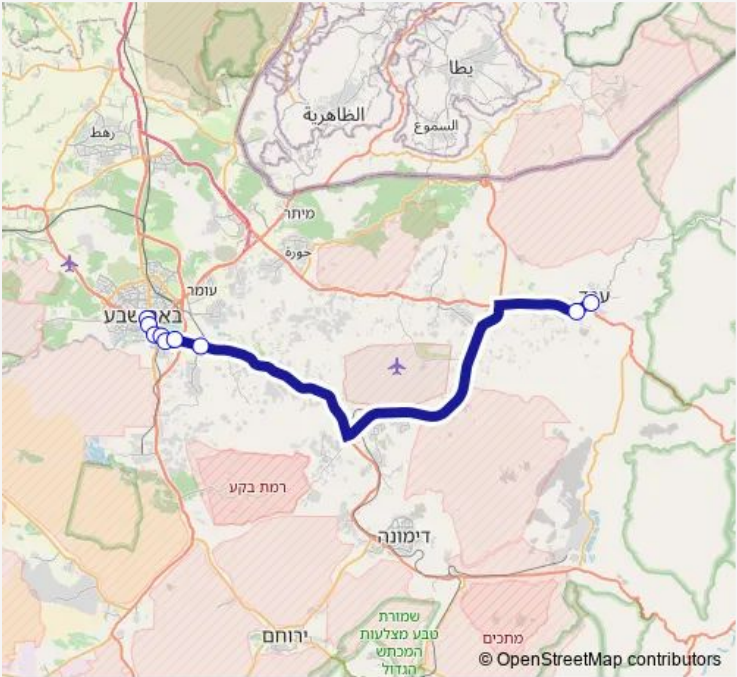 يطا
الظاهرية
السموع
רהט
מיתר
חורה
עומר
באר שבע
ערד
רמת בקע
דימונה
שמורת
טבע מצלעות
המכתש
הגדול
ירוחם
מתכים
© OpenStreetMap contributors